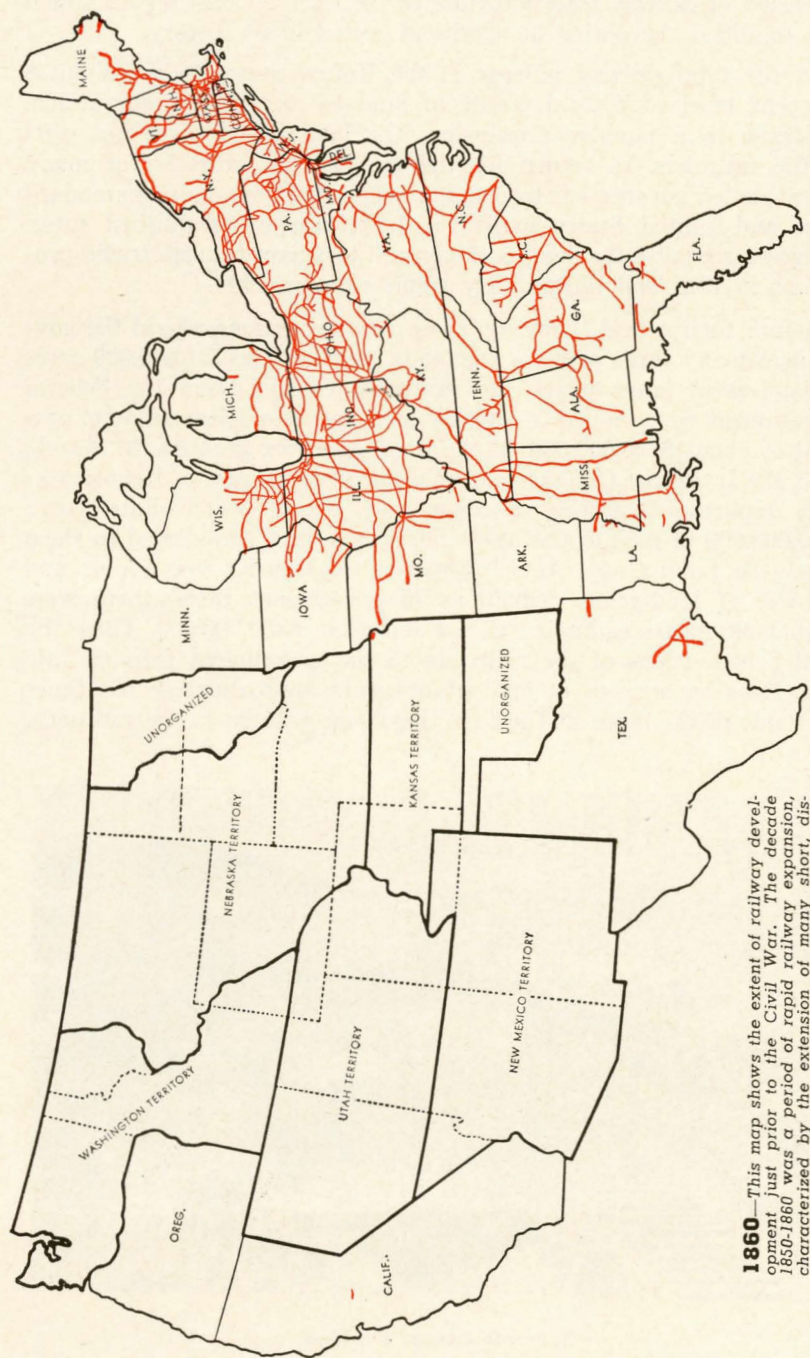 WASHINGTON TERRITORY
OREG.
CALIF.
NEBRASKA TERRITORY
UNORGANIZED
UTAH TERRITORY
NEW MEXICO TERRITORY
KANSAS TERRITORY
UNORGANIZED
TEX.
MINN.
IOWA
MO.
ARK.
LA.
WIS.
ILL.
MICH.
IND.
OHIO
KY.
TENN.
MISS.
ALA.
GA.
FLA.
S.C.
N.C.
VA.
PA.
MD.
DEL.
N.J.
N.Y.
VT.
N.H.
MASS.
CONN.
MAINE
1860—This map shows the extent of railway devel-
opment just prior to the Civil War. The decade
1850-1860 was a period of rapid railway expansion,
characterized by the extension of many short, dis-